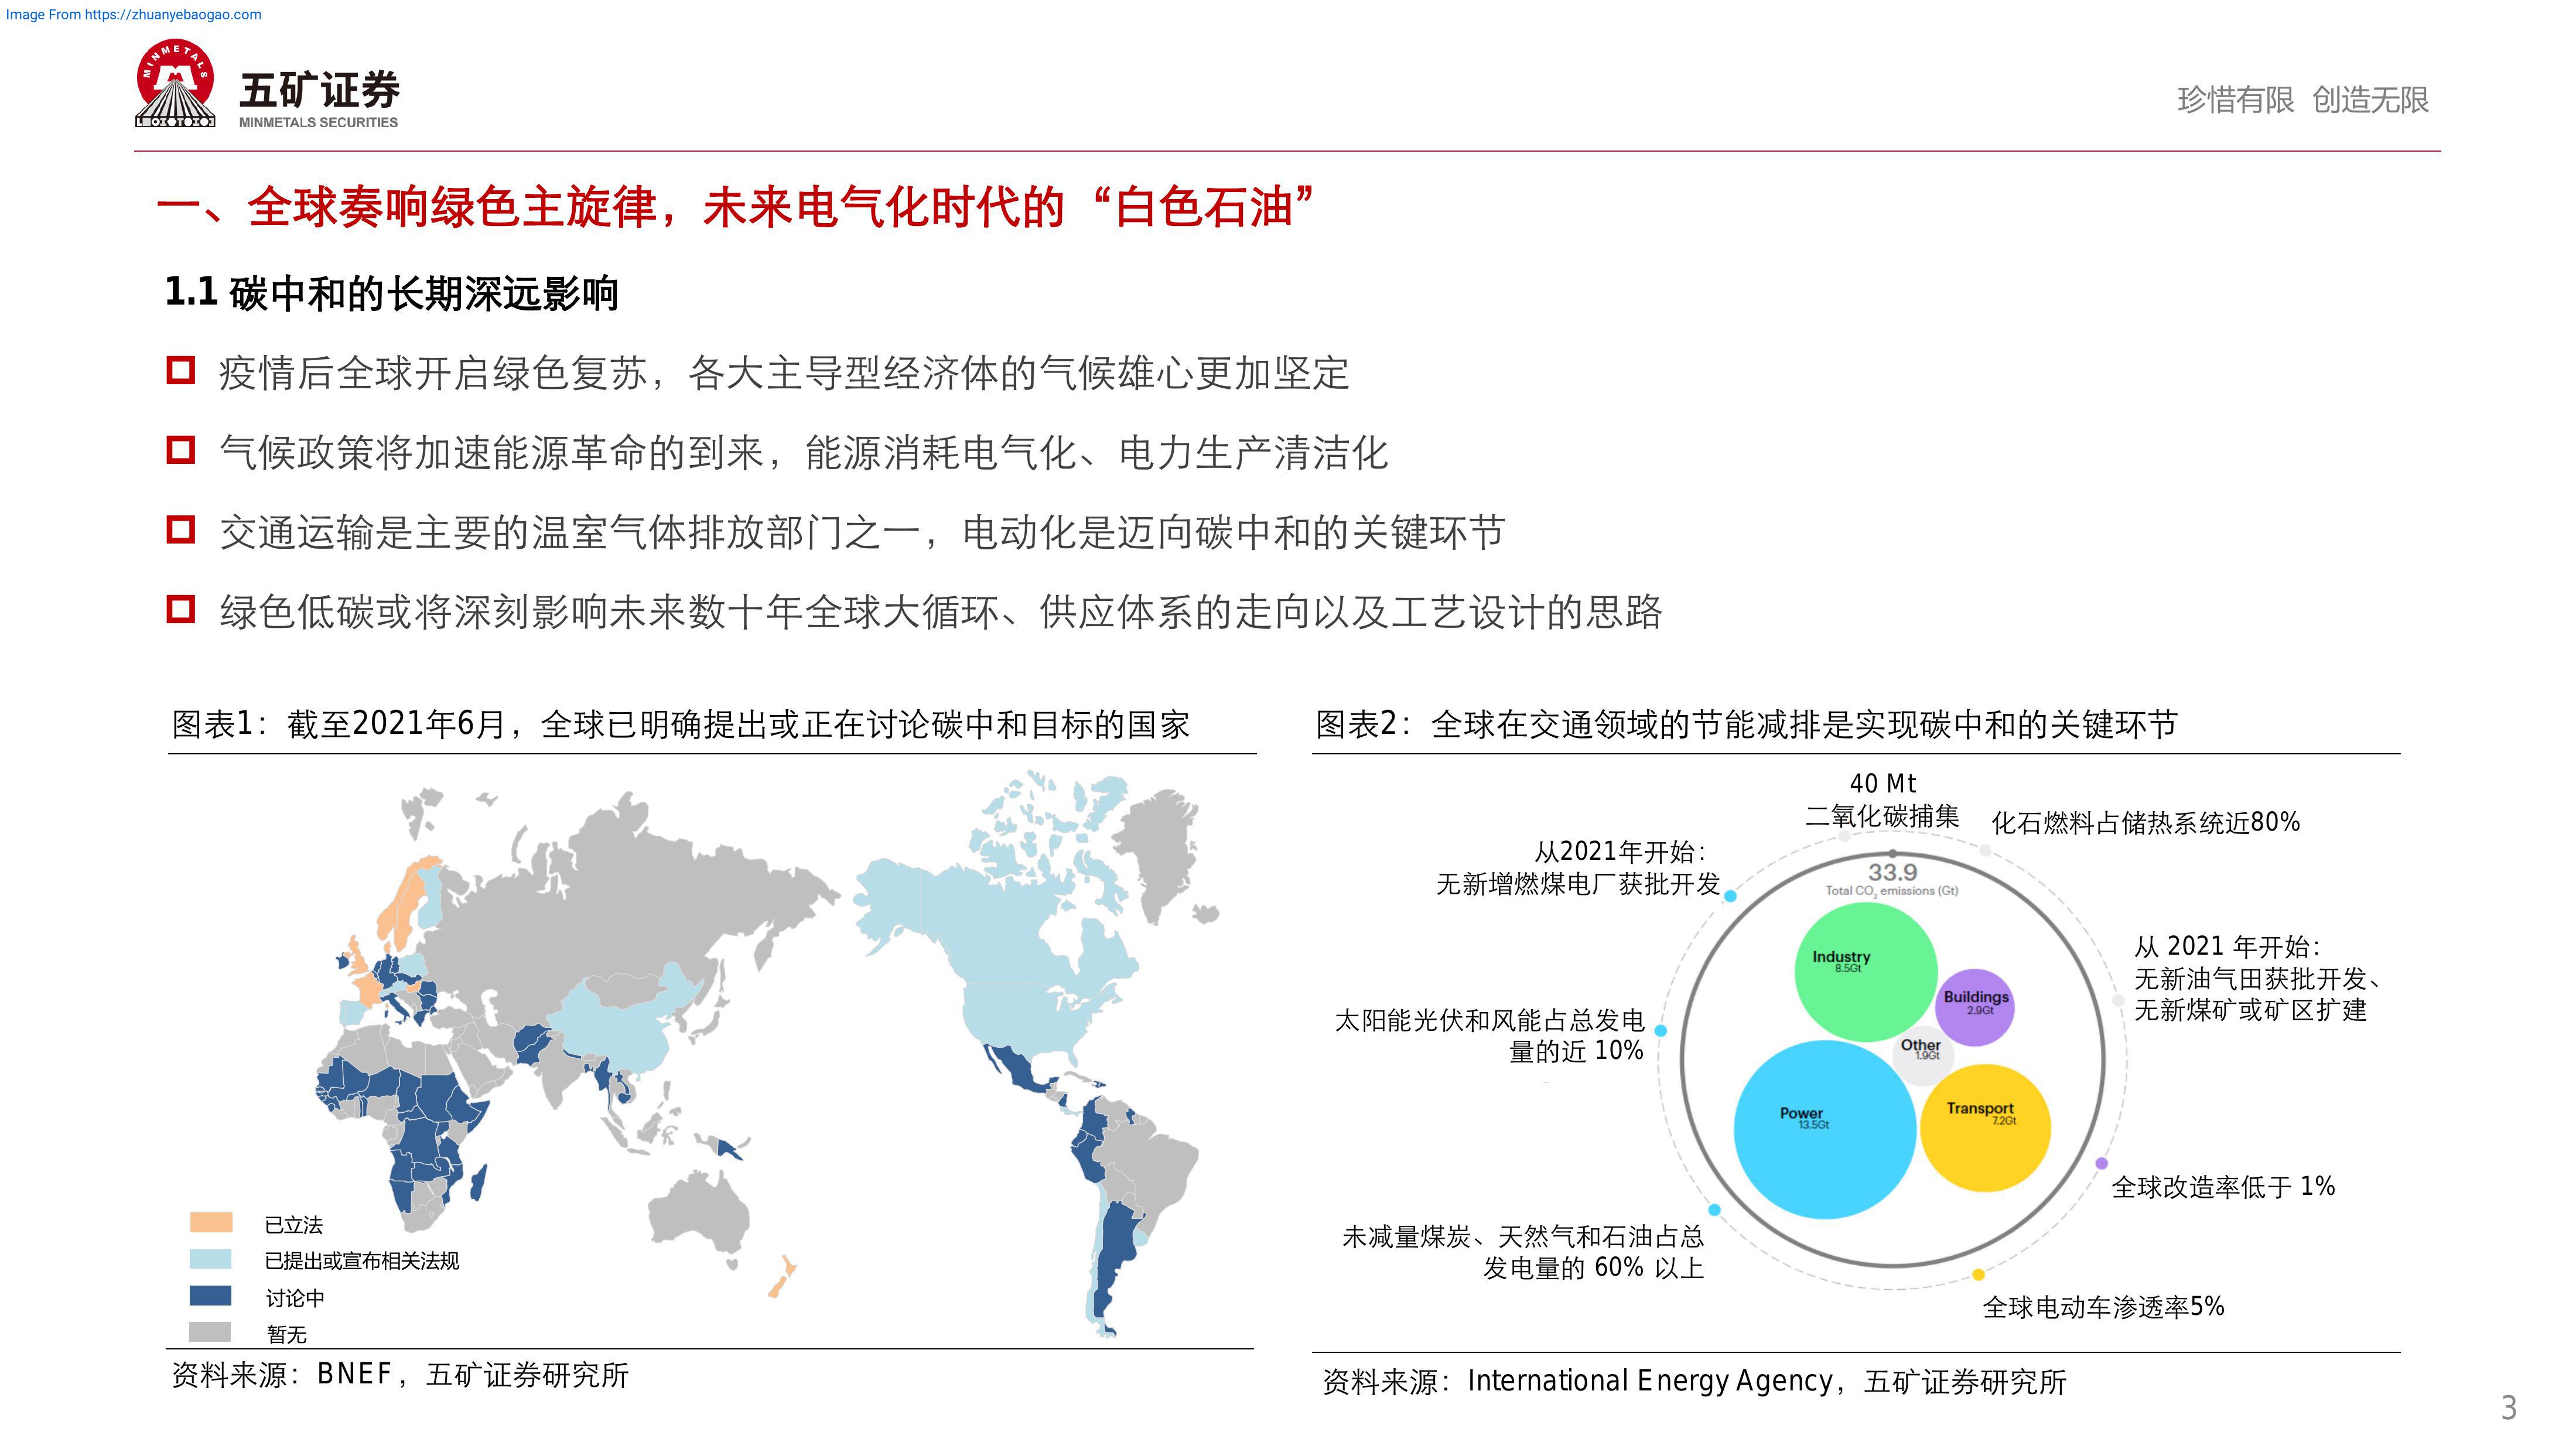 Image From https://zhuanyebaogao.com
MINMETALS
五矿证券
MINMETALS SECURITIES
珍惜有限 创造无限
一、全球奏响绿色主旋律，未来电气化时代的“白色石油”
1.1 碳中和的长期深远影响
疫情后全球开启绿色复苏，各大主导型经济体的气候雄心更加坚定
气候政策将加速能源革命的到来，能源消耗电气化、电力生产清洁化
交通运输是主要的温室气体排放部门之一，电动化是迈向碳中和的关键环节
绿色低碳或将深刻影响未来数十年全球大循环、供应体系的走向以及工艺设计的思路
图表1：截至2021年6月，全球已明确提出或正在讨论碳中和目标的国家
已立法
已提出或宣布相关法规
讨论中
暂无
资料来源：BNEF，五矿证券研究所
图表2：全球在交通领域的节能减排是实现碳中和的关键环节
40 Mt
二氧化碳捕集
化石燃料占储热系统近80%
从2021年开始：
无新增燃煤电厂获批开发
33.9
Total CO2 emissions (Gt)
Industry
8.5Gt
Buildings
2.9Gt
Other
1.9Gt
Power
13.5Gt
Transport
7.2Gt
从 2021 年开始：
无新油气田获批开发、
无新煤矿或矿区扩建
太阳能光伏和风能占总发电
量的近 10%
全球改造率低于 1%
未减量煤炭、天然气和石油占总
发电量的 60% 以上
全球电动车渗透率5%
资料来源：International Energy Agency，五矿证券研究所
3